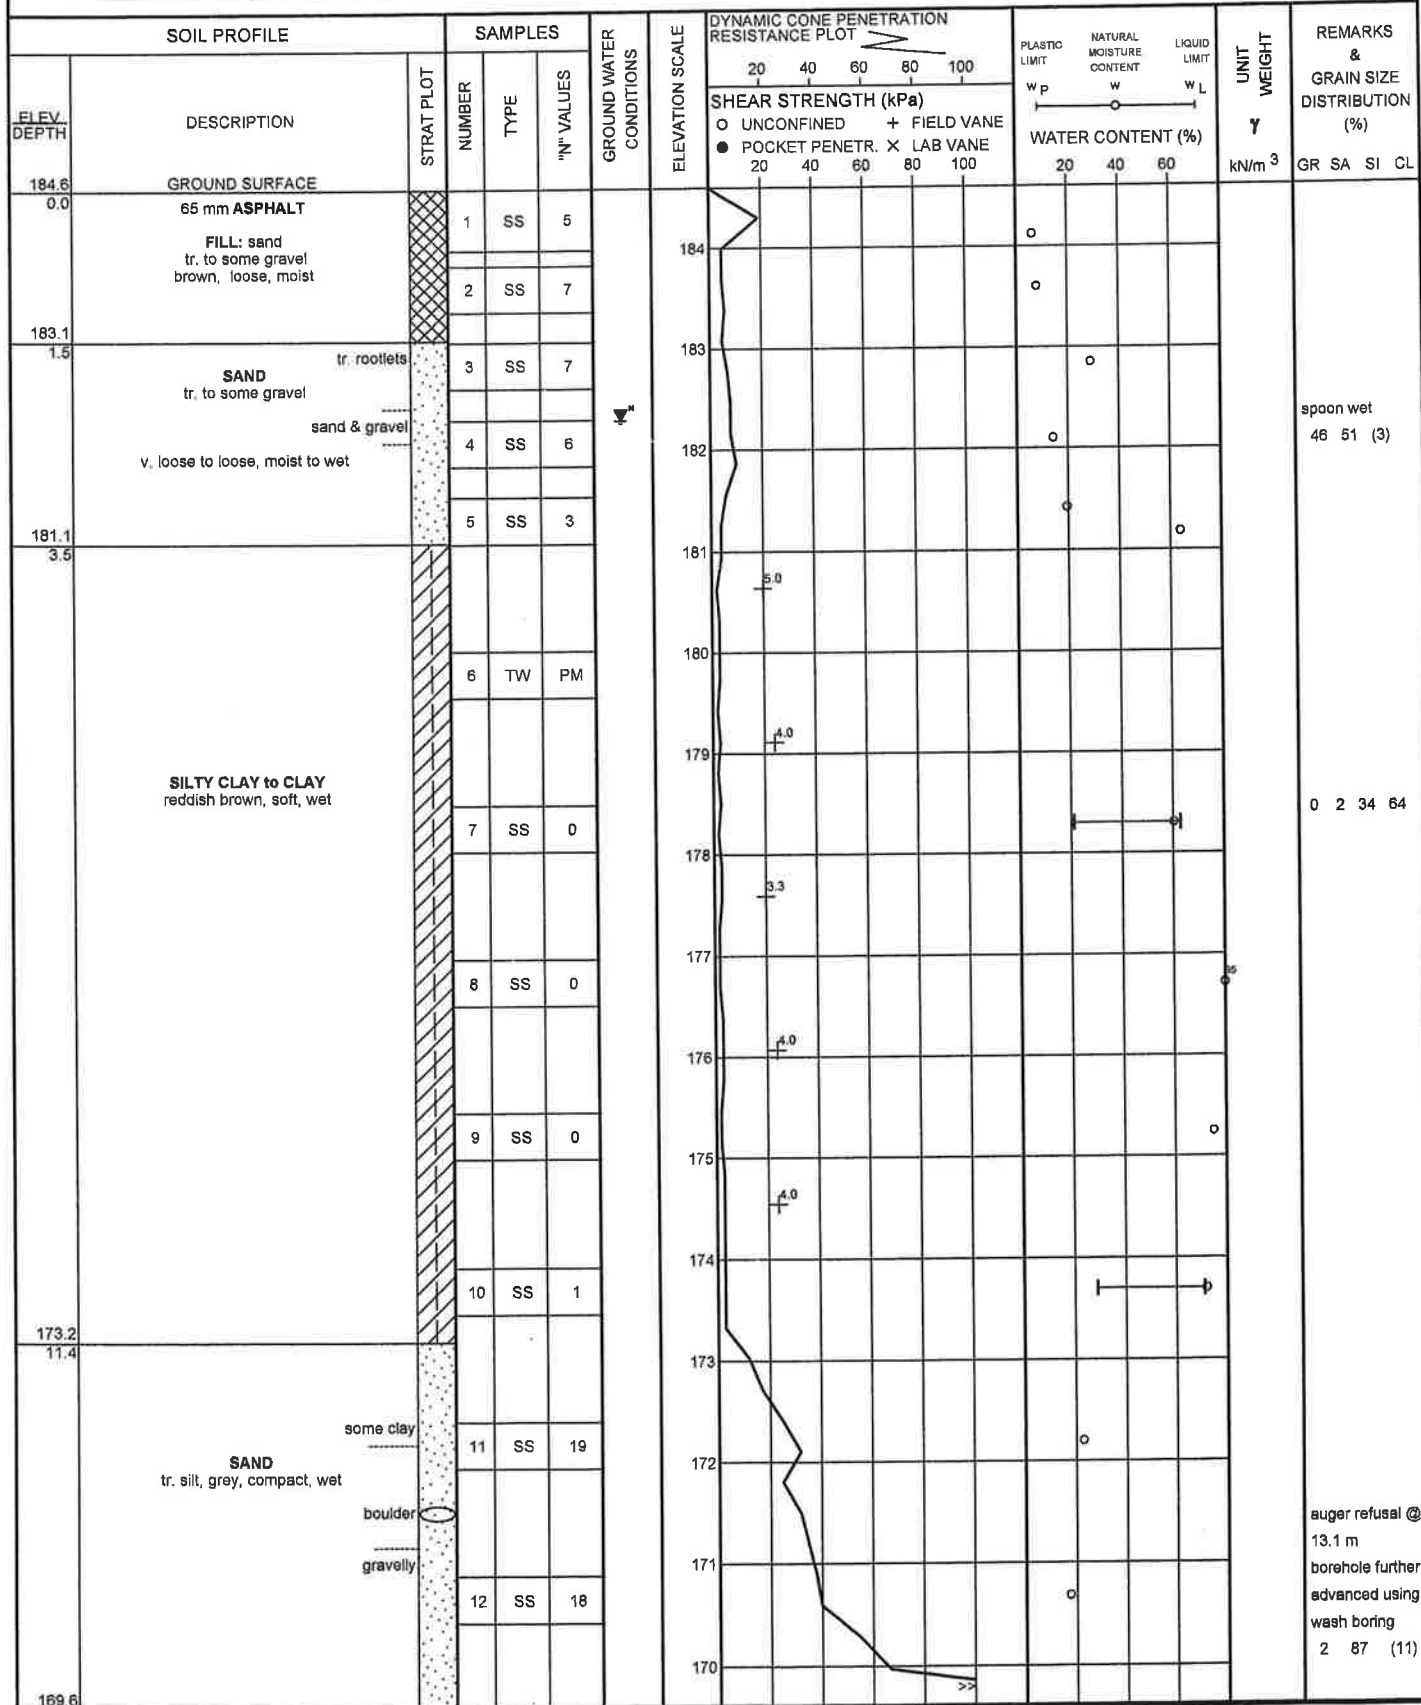 SOIL PROFILE
SAMPLES
GROUND WATER CONDITIONS
ELEVATION SCALE
DYNAMIC CONE PENETRATION
RESISTANCE PLOT
20 40 60 80 100
SHEAR STRENGTH (kPa)
O UNCONFINED + FIELD VANE
● POCKET PENETR. × LAB VANE
20 40 60 80 100
PLASTIC LIMIT
NATURAL MOISTURE CONTENT
LIQUID LIMIT
W P
W
W L
WATER CONTENT (%)
20 40 60
UNIT WEIGHT
γ
kN/m 3
REMARKS
&
GRAIN SIZE
DISTRIBUTION
(%)
GR SA SI CL
ELEV
DEPTH
DESCRIPTION
STRAT PLOT
NUMBER
TYPE
"N" VALUES
184.6
GROUND SURFACE
0.0
65 mm ASPHALT
FILL: sand
tr. to some gravel
brown, loose, moist
1 SS 5
184
2 SS 7
183.1
1.5
tr. rootlets
SAND
tr. to some gravel
3 SS 7
183
sand & gravel
spoon wet
4 SS 6
46 51 (3)
182
v. loose to loose, moist to wet
5 SS 3
181.1
3.5
181
5.0
180
6 TW PM
4.0
179
SILTY CLAY to CLAY
reddish brown, soft, wet
0 2 34 64
7 SS 0
178
3.3
177
8 SS 0
4.0
176
9 SS 0
175
4.0
174
10 SS 1
173.2
11.4
173
some clay
11 SS 19
SAND
tr. silt, grey, compact, wet
172
boulder
auger refusal @
13.1 m
borehole further
advanced using
wash boring
gravelly
171
12 SS 18
2 87 (11)
170
>>
169.6